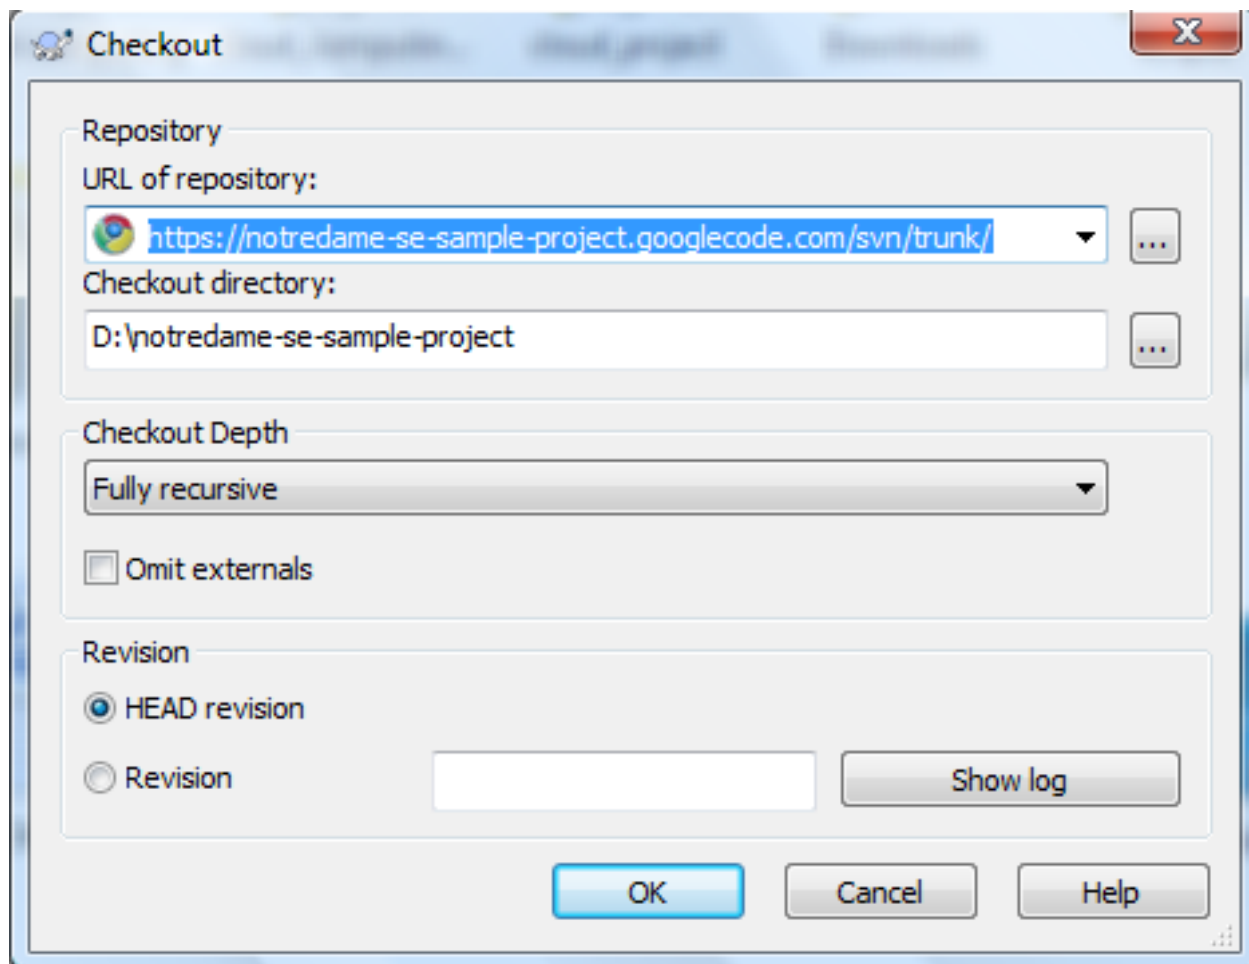 Checkout
Repository
URL of repository:
https://notredame-se-sample-project.googlecode.com/svn/trunk/
...
Checkout directory:
D:\notredame-se-sample-project
...
Checkout Depth
Fully recursive
Omit externals
Revision
HEAD revision
Revision
Show log
OK
Cancel
Help